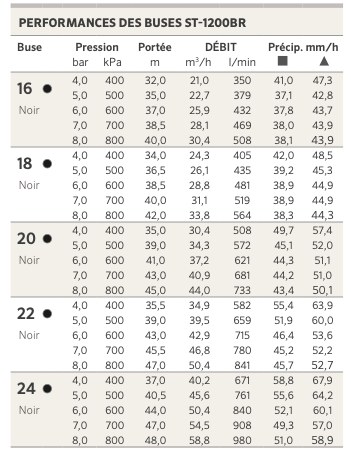 PERFORMANCES DES BUSES ST-1200BR
Buse Pression Portée DÉBIT Précip. mm/h
bar kPa m m³/h l/min ■ ▲
16 ● Noir
4,0 400 32,0 21,0 350 41,0 47,3
5,0 500 35,0 22,7 379 37,1 42,8
6,0 600 37,0 25,9 432 37,8 43,7
7,0 700 38,5 28,1 469 38,0 43,9
8,0 800 40,0 30,4 508 38,1 43,9
18 ● Noir
4,0 400 34,0 24,3 405 42,0 48,5
5,0 500 36,5 26,1 435 39,2 45,3
6,0 600 38,5 28,8 481 38,9 44,9
7,0 700 40,0 31,1 519 38,9 44,9
8,0 800 42,0 33,8 564 38,3 44,3
20 ● Noir
4,0 400 35,0 30,4 508 49,7 57,4
5,0 500 39,0 34,3 572 45,1 52,0
6,0 600 41,0 37,2 621 44,3 51,1
7,0 700 43,0 40,9 681 44,2 51,0
8,0 800 45,0 44,0 733 43,4 50,1
22 ● Noir
4,0 400 35,5 34,9 582 55,4 63,9
5,0 500 39,0 39,5 659 51,9 60,0
6,0 600 43,0 42,9 715 46,4 53,6
7,0 700 45,5 46,8 780 45,2 52,2
8,0 800 47,0 50,4 841 45,7 52,7
24 ● Noir
4,0 400 37,0 40,2 671 58,8 67,9
5,0 500 40,5 45,6 761 55,6 64,2
6,0 600 44,0 50,4 840 52,1 60,1
7,0 700 47,0 54,5 908 49,3 57,0
8,0 800 48,0 58,8 980 51,0 58,9